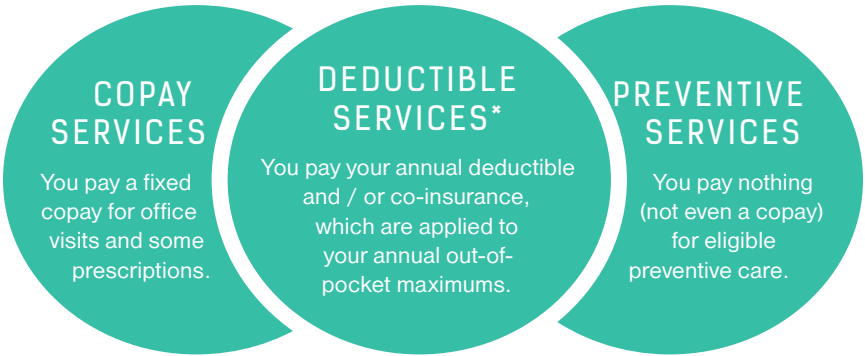 COPAY
SERVICES
You pay a fixed
copay for office
visits and some
prescriptions.
DEDUCTIBLE
SERVICES*
You pay your annual deductible
and / or co-insurance,
which are applied to
your annual out-of-
pocket maximums.
PREVENTIVE
SERVICES
You pay nothing
(not even a copay)
for eligible
preventive care.